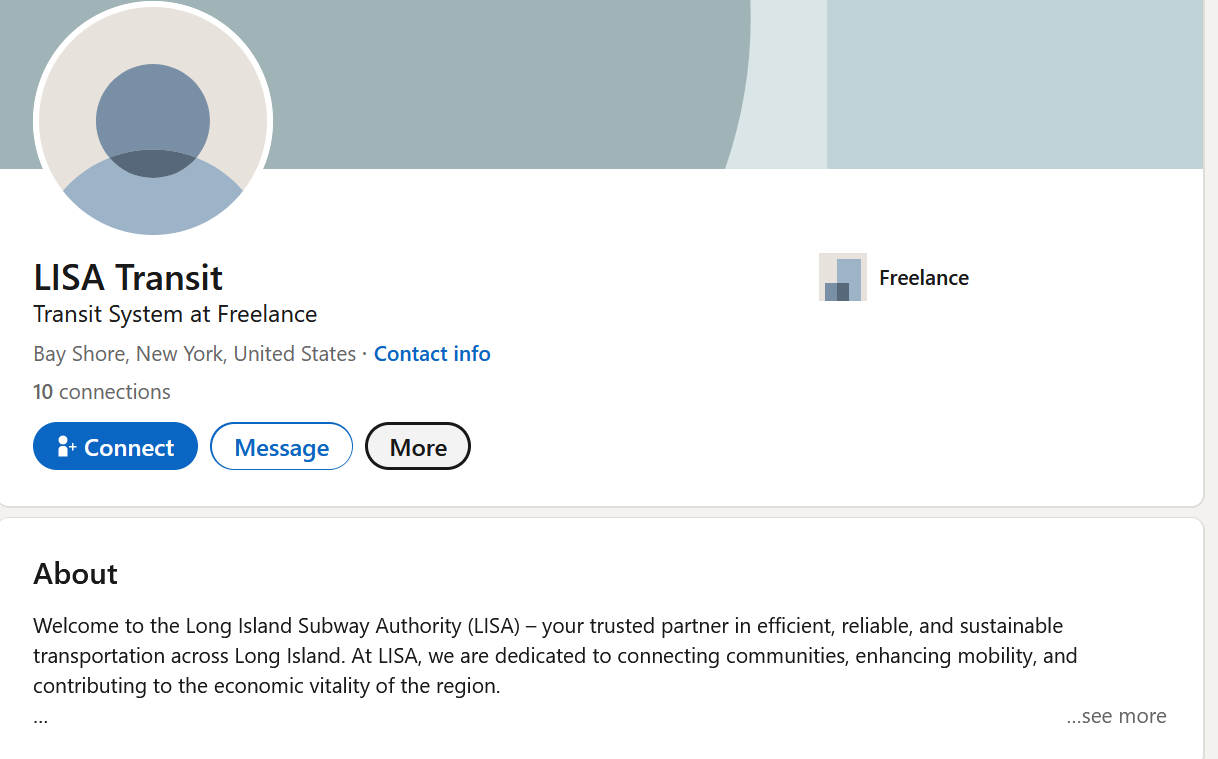 LISA Transit
Transit System at Freelance
Bay Shore, New York, United States · Contact info
10 connections
Connect
Message
More
Freelance
About
Welcome to the Long Island Subway Authority (LISA) – your trusted partner in efficient, reliable, and sustainable
transportation across Long Island. At LISA, we are dedicated to connecting communities, enhancing mobility, and
contributing to the economic vitality of the region.
...
...see more